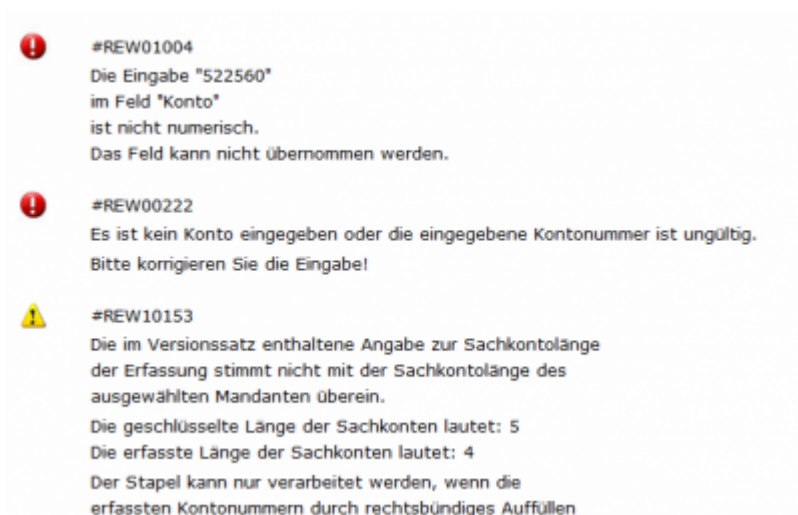 #REW01004
Die Eingabe "522560"
im Feld "Konto"
ist nicht numerisch.
Das Feld kann nicht übernommen werden.
#REW00222
Es ist kein Konto eingegeben oder die eingegebene Kontonummer ist ungültig.
Bitte korrigieren Sie die Eingabe!
#REW10153
Die im Versionssatz enthaltene Angabe zur Sachkontolänge
der Erfassung stimmt nicht mit der Sachkontolänge des
ausgewählten Mandanten überein.
Die geschlüsselte Länge der Sachkonten lautet: 5
Die erfasste Länge der Sachkonten lautet: 4
Der Stapel kann nur verarbeitet werden, wenn die
erfassten Kontonummern durch rechtsbündiges Auffüllen